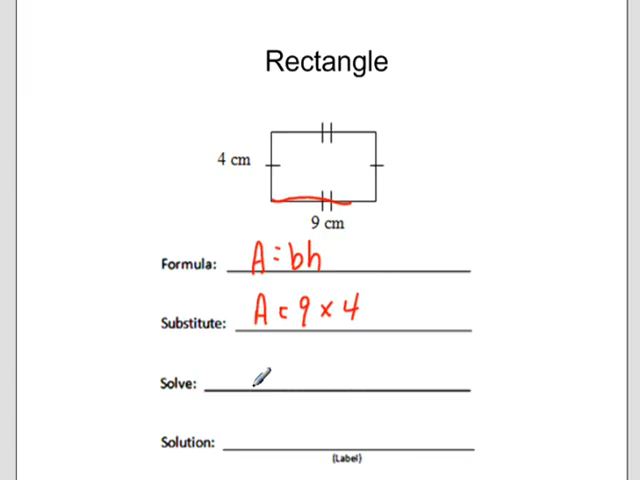 Rectangle
4 cm
9 cm
Formula: A = bh
Substitute: A = 9 x 4
Solve:
Solution:
(Label)